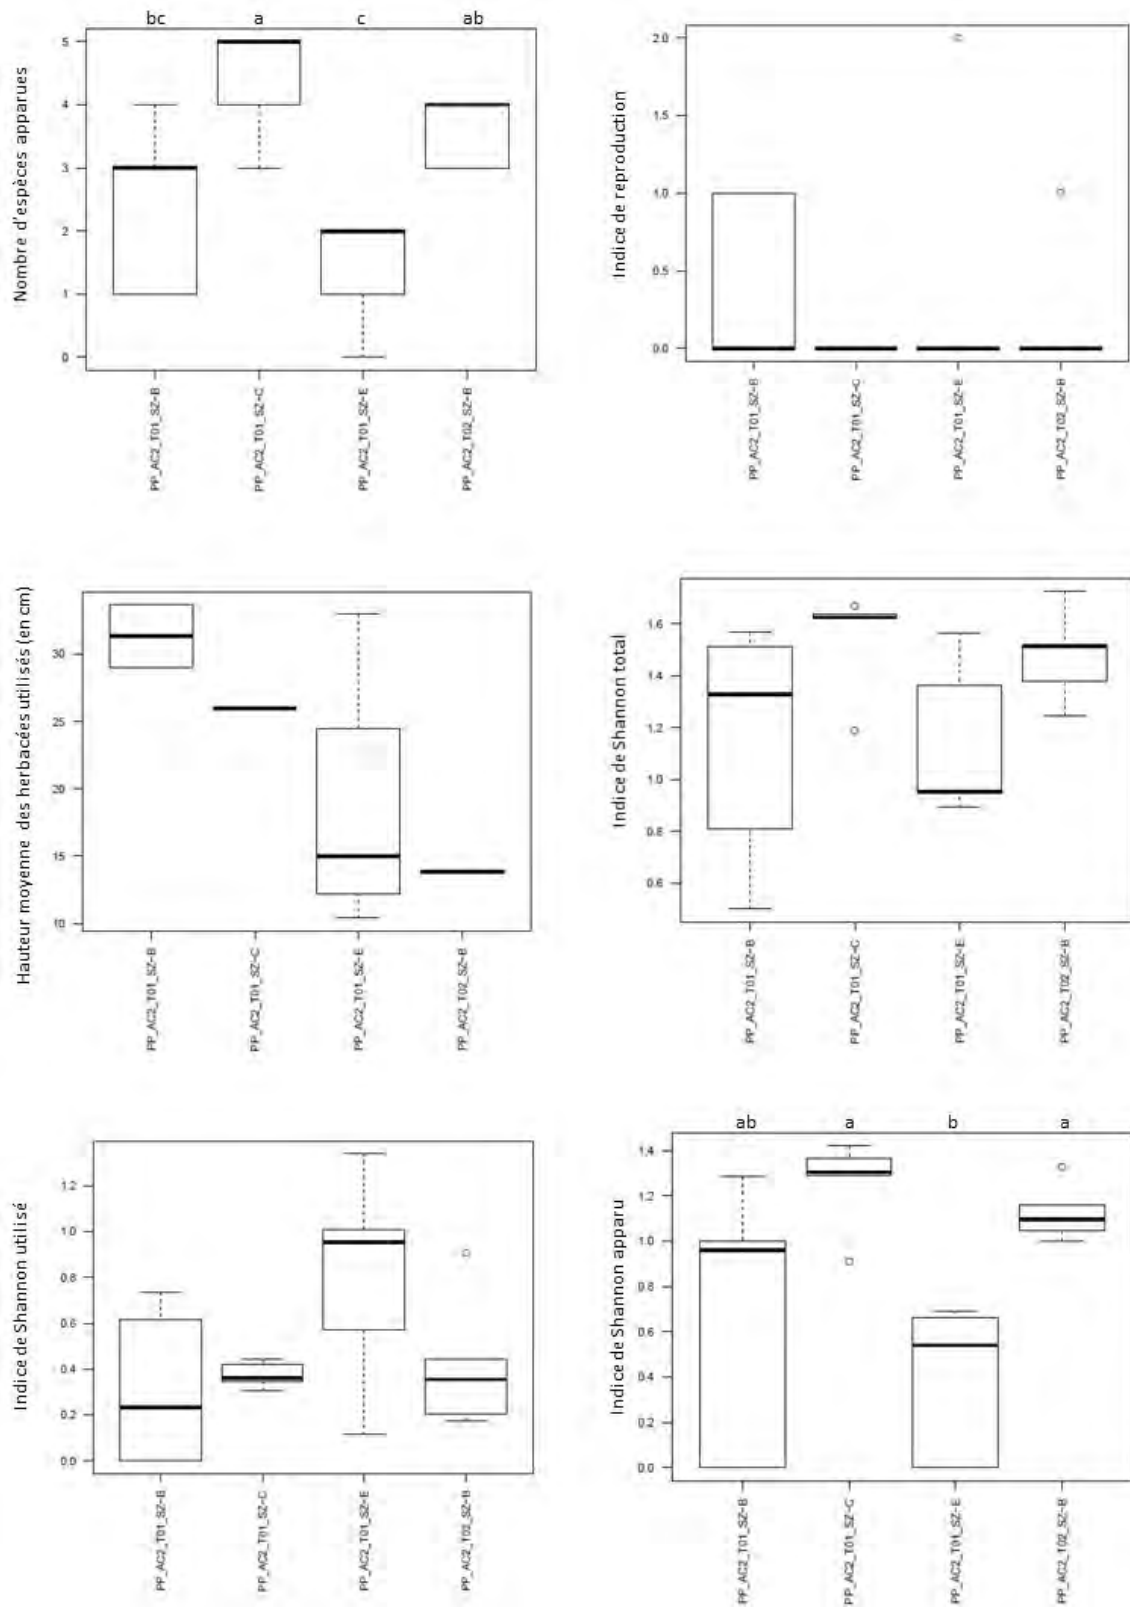 bc a c ab
Nombre d'espèces apparues
5
4
3
2
1
0
PP_AC2_T01_SZ-B
PP_AC2_T01_SZ-C
PP_AC2_T01_SZ-E
PP_AC2_T02_SZ-B
Indice de reproduction
2.0
1.5
1.0
0.5
0.0
PP_AC2_T01_SZ-B
PP_AC2_T01_SZ-C
PP_AC2_T01_SZ-E
PP_AC2_T02_SZ-B
Hauteur moyenne des herbacées utilisés (en cm)
30
25
20
15
10
PP_AC2_T01_SZ-B
PP_AC2_T01_SZ-C
PP_AC2_T01_SZ-E
PP_AC2_T02_SZ-B
Indice de Shannon total
1.6
1.4
1.2
1.0
0.8
0.6
PP_AC2_T01_SZ-B
PP_AC2_T01_SZ-C
PP_AC2_T01_SZ-E
PP_AC2_T02_SZ-B
Indice de Shannon utilisé
1.2
1.0
0.8
0.6
0.4
0.2
0.0
PP_AC2_T01_SZ-B
PP_AC2_T01_SZ-C
PP_AC2_T01_SZ-E
PP_AC2_T02_SZ-B
ab a b a
Indice de Shannon apparu
1.4
1.2
1.0
0.8
0.6
0.4
0.2
0.0
PP_AC2_T01_SZ-B
PP_AC2_T01_SZ-C
PP_AC2_T01_SZ-E
PP_AC2_T02_SZ-B